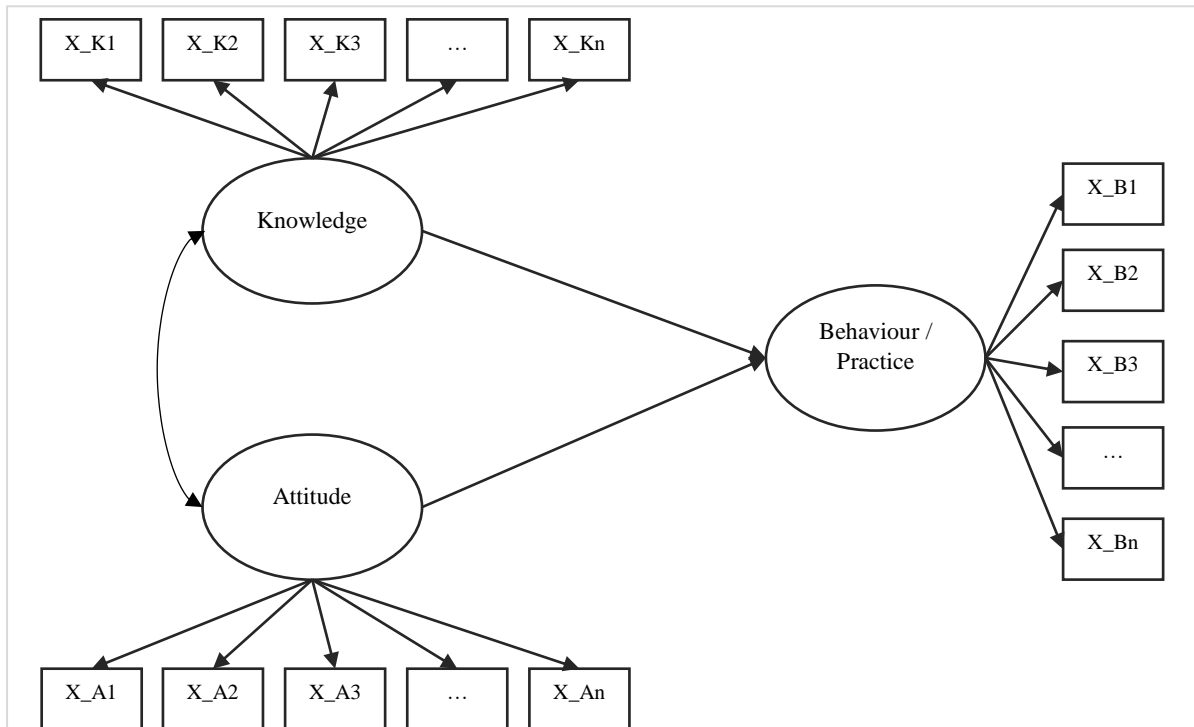 X_K1
X_K2
X_K3
…
X_Kn
Knowledge
Behaviour /
Practice
X_B1
X_B2
X_B3
…
X_Bn
Attitude
X_A1
X_A2
X_A3
…
X_An